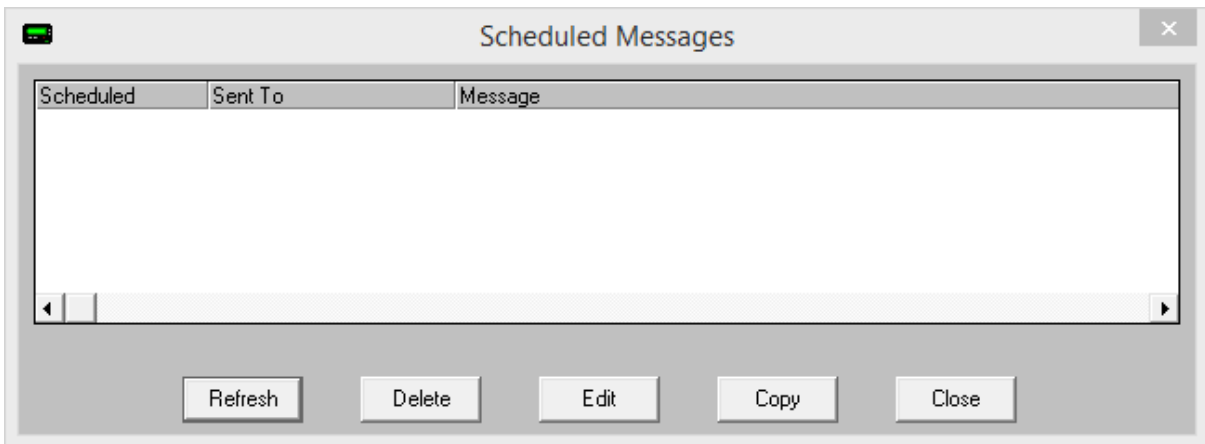 Scheduled Messages
Scheduled Sent To Message
Refresh Delete Edit Copy Close